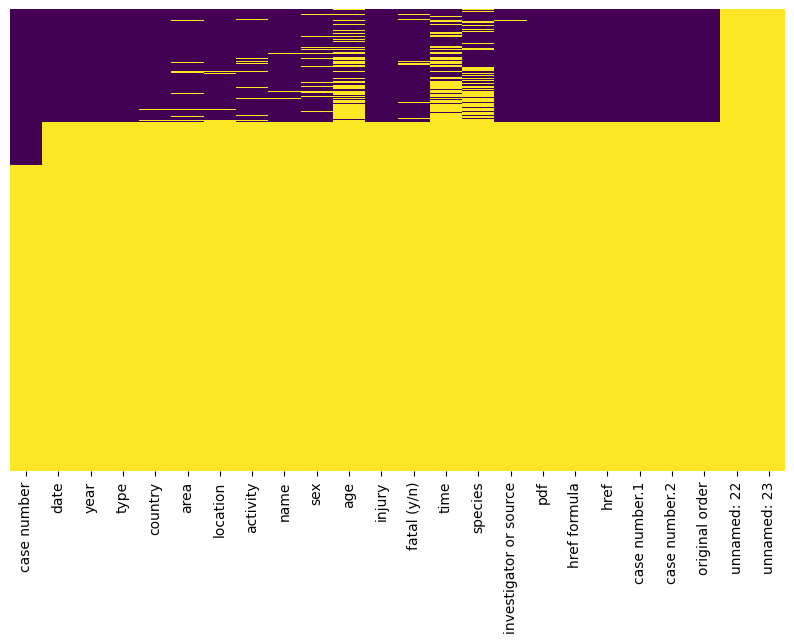 case number
date
year
type
country
area
location
activity
name
sex
age
injury
fatal (y/n)
time
species
investigator or source
pdf
href formula
href
case number.1
case number.2
original order
unnamed: 22
unnamed: 23